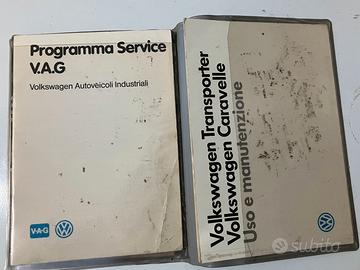 Programma Service
V.A.G
Volkswagen Autoveicoli Industriali
V·A·G
Volkswagen Transporter
Volkswagen Caravelle
Uso e manutenzione
subito